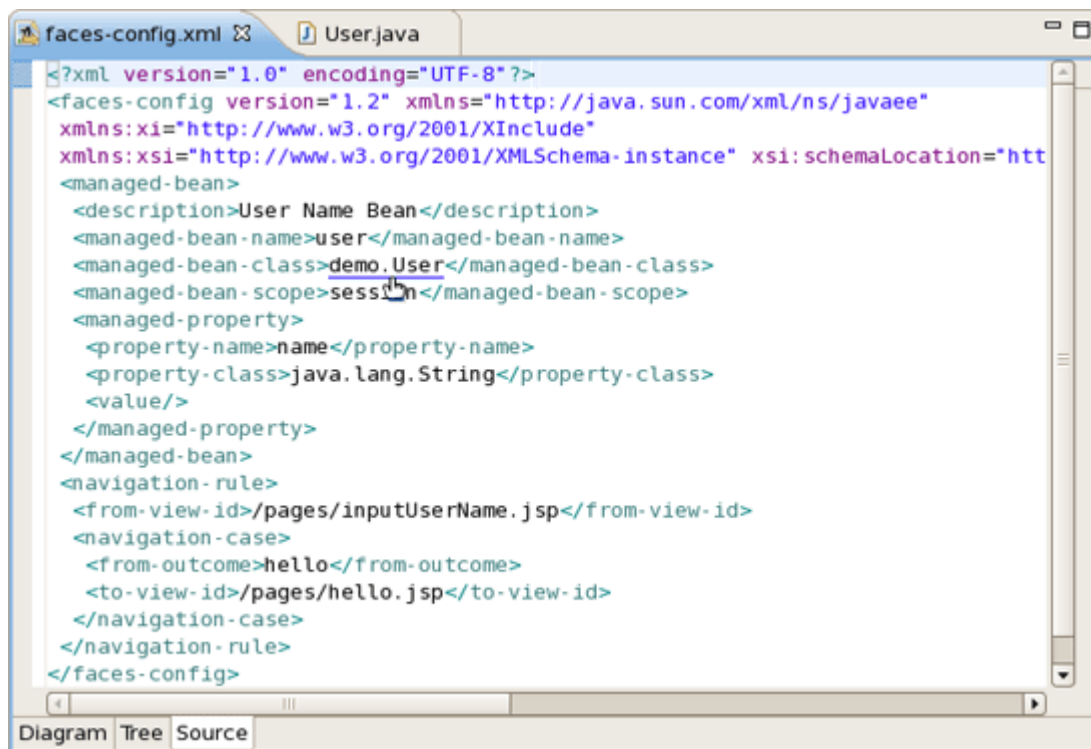 faces-config.xml User.java
<?xml version="1.0" encoding="UTF-8"?>
<faces-config version="1.2" xmlns="http://java.sun.com/xml/ns/javaee"
xmlns:xi="http://www.w3.org/2001/XInclude"
xmlns:xsi="http://www.w3.org/2001/XMLSchema-instance" xsi:schemaLocation="htt
<managed-bean>
<description>User Name Bean</description>
<managed-bean-name>user</managed-bean-name>
<managed-bean-class>demo.User</managed-bean-class>
<managed-bean-scope>session</managed-bean-scope>
<managed-property>
<property-name>name</property-name>
<property-class>java.lang.String</property-class>
<value/>
</managed-property>
</managed-bean>
<navigation-rule>
<from-view-id>/pages/inputUserName.jsp</from-view-id>
<navigation-case>
<from-outcome>hello</from-outcome>
<to-view-id>/pages/hello.jsp</to-view-id>
</navigation-case>
</navigation-rule>
</faces-config>
Diagram Tree Source